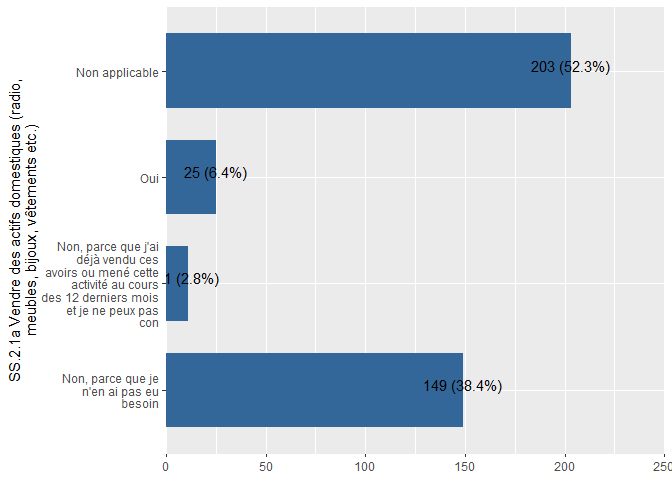 SS.2.1a Vendre des actifs domestiques (radio,
meubles, bijoux, vêtements etc.)
Non applicable
203 (52.3%)
Oui
25 (6.4%)
Non, parce que j'ai
déjà vendu ces
avoirs ou mené cette
activité au cours
des 12 derniers mois
et je ne peux pas
con
1 (2.8%)
Non, parce que je
n'en ai pas eu
besoin
149 (38.4%)
0 50 100 150 200 250